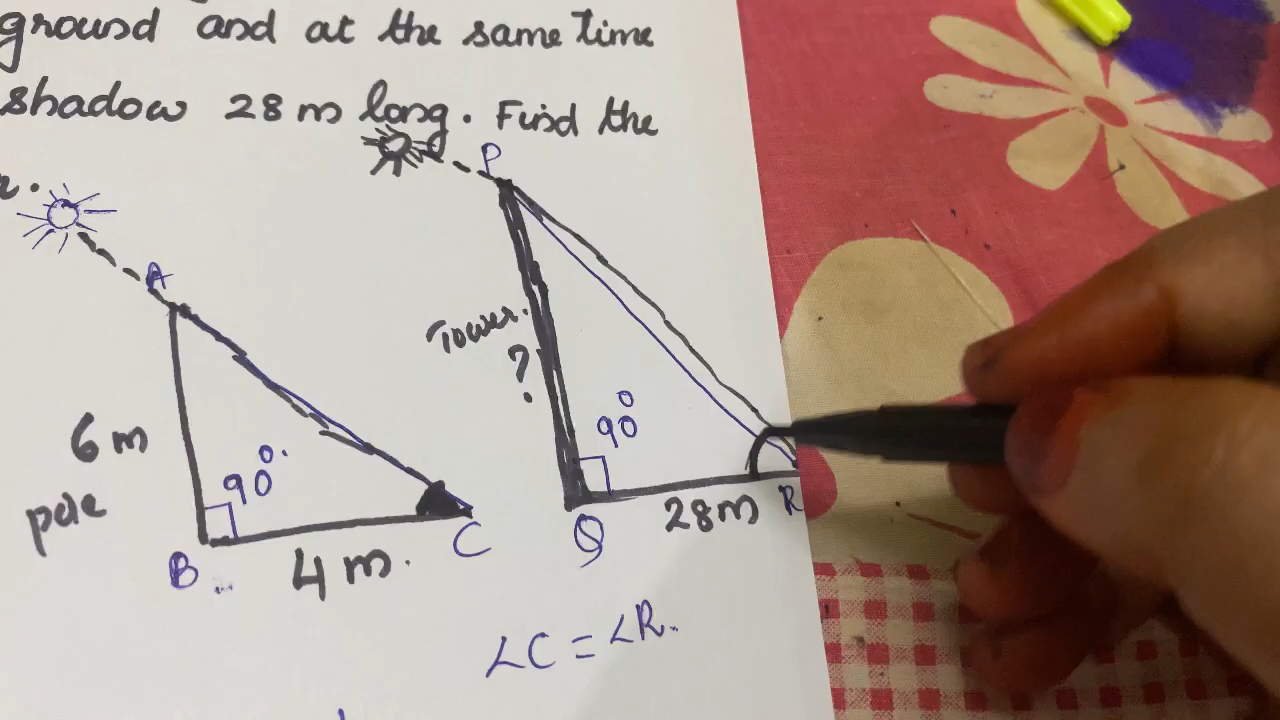 ground and at the same time
shadow 28 m long. Find the
A
P
Tower.
?
6 m
pole
90°
90°
B
4 m.
C
Q
28m
R
∠C = ∠R.